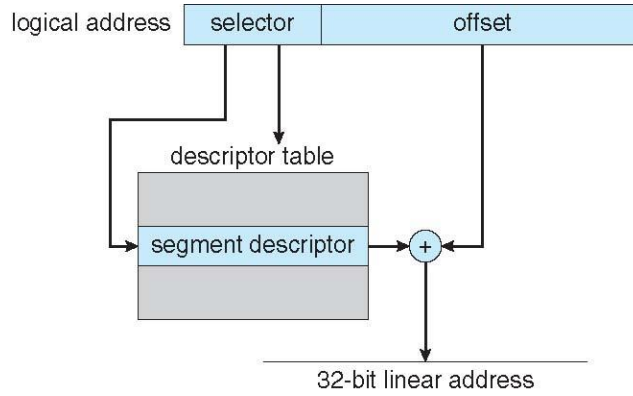 logical address selector offset
descriptor table
segment descriptor
+
32-bit linear address